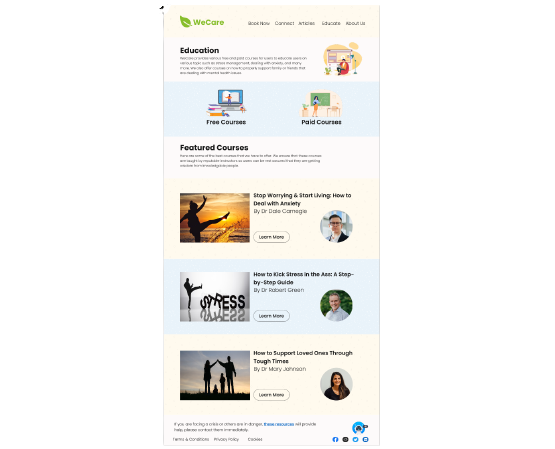 WeCare
Book Now Connect Articles Educate About Us
Education
WeCare contains various free and paid courses for users to educate users on
various topic such as stress management, dealing with anxiety, and many
more. We also offer courses on how to properly support family or friends that
are dealing with mental health issues.
Free Courses
Paid Courses
Featured Courses
Here are some of the best courses that we have to offer. We ensure that these courses
are taught by reputable instructors so users can be rest assured that they are getting
Stop Worrying & Start Living: How to
Deal with Anxiety
By Dr Dale Carnegie
Learn More
How to Kick Stress in the Ass: A Step-
by-Step Guide
By Dr Robert Green
STRESS
Learn More
How to Support Loved Ones Through
Tough Times
By Dr Mary Johnson
Learn More
If you are facing a crisis or others are in danger, these resources will provide
help, please contact them immediately.
Terms & Conditions Privacy Policy Cookies